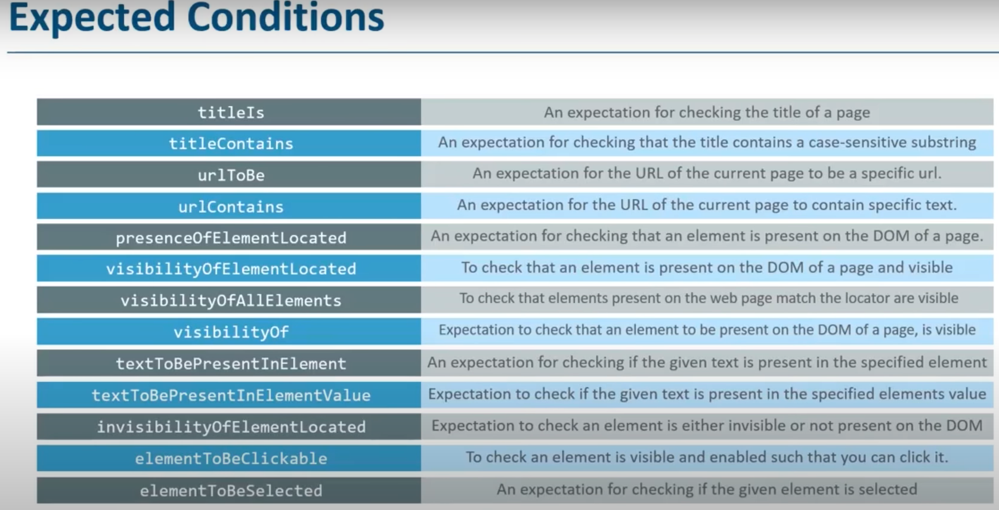 Expected Conditions
titleIs An expectation for checking the title of a page
titleContains An expectation for checking that the title contains a case-sensitive substring
urlToBe An expectation for the URL of the current page to be a specific url.
urlContains An expectation for the URL of the current page to contain specific text.
presenceOfElementLocated An expectation for checking that an element is present on the DOM of a page.
visibilityOfElementLocated To check that an element is present on the DOM of a page and visible
visibilityOfAllElements To check that elements present on the web page match the locator are visible
visibilityOf Expectation to check that an element to be present on the DOM of a page, is visible
textToBePresentInElement An expectation for checking if the given text is present in the specified element
textToBePresentInElementValue Expectation to check if the given text is present in the specified elements value
invisibilityOfElementLocated Expectation to check an element is either invisible or not present on the DOM
elementToBeClickable To check an element is visible and enabled such that you can click it.
elementToBeSelected An expectation for checking if the given element is selected